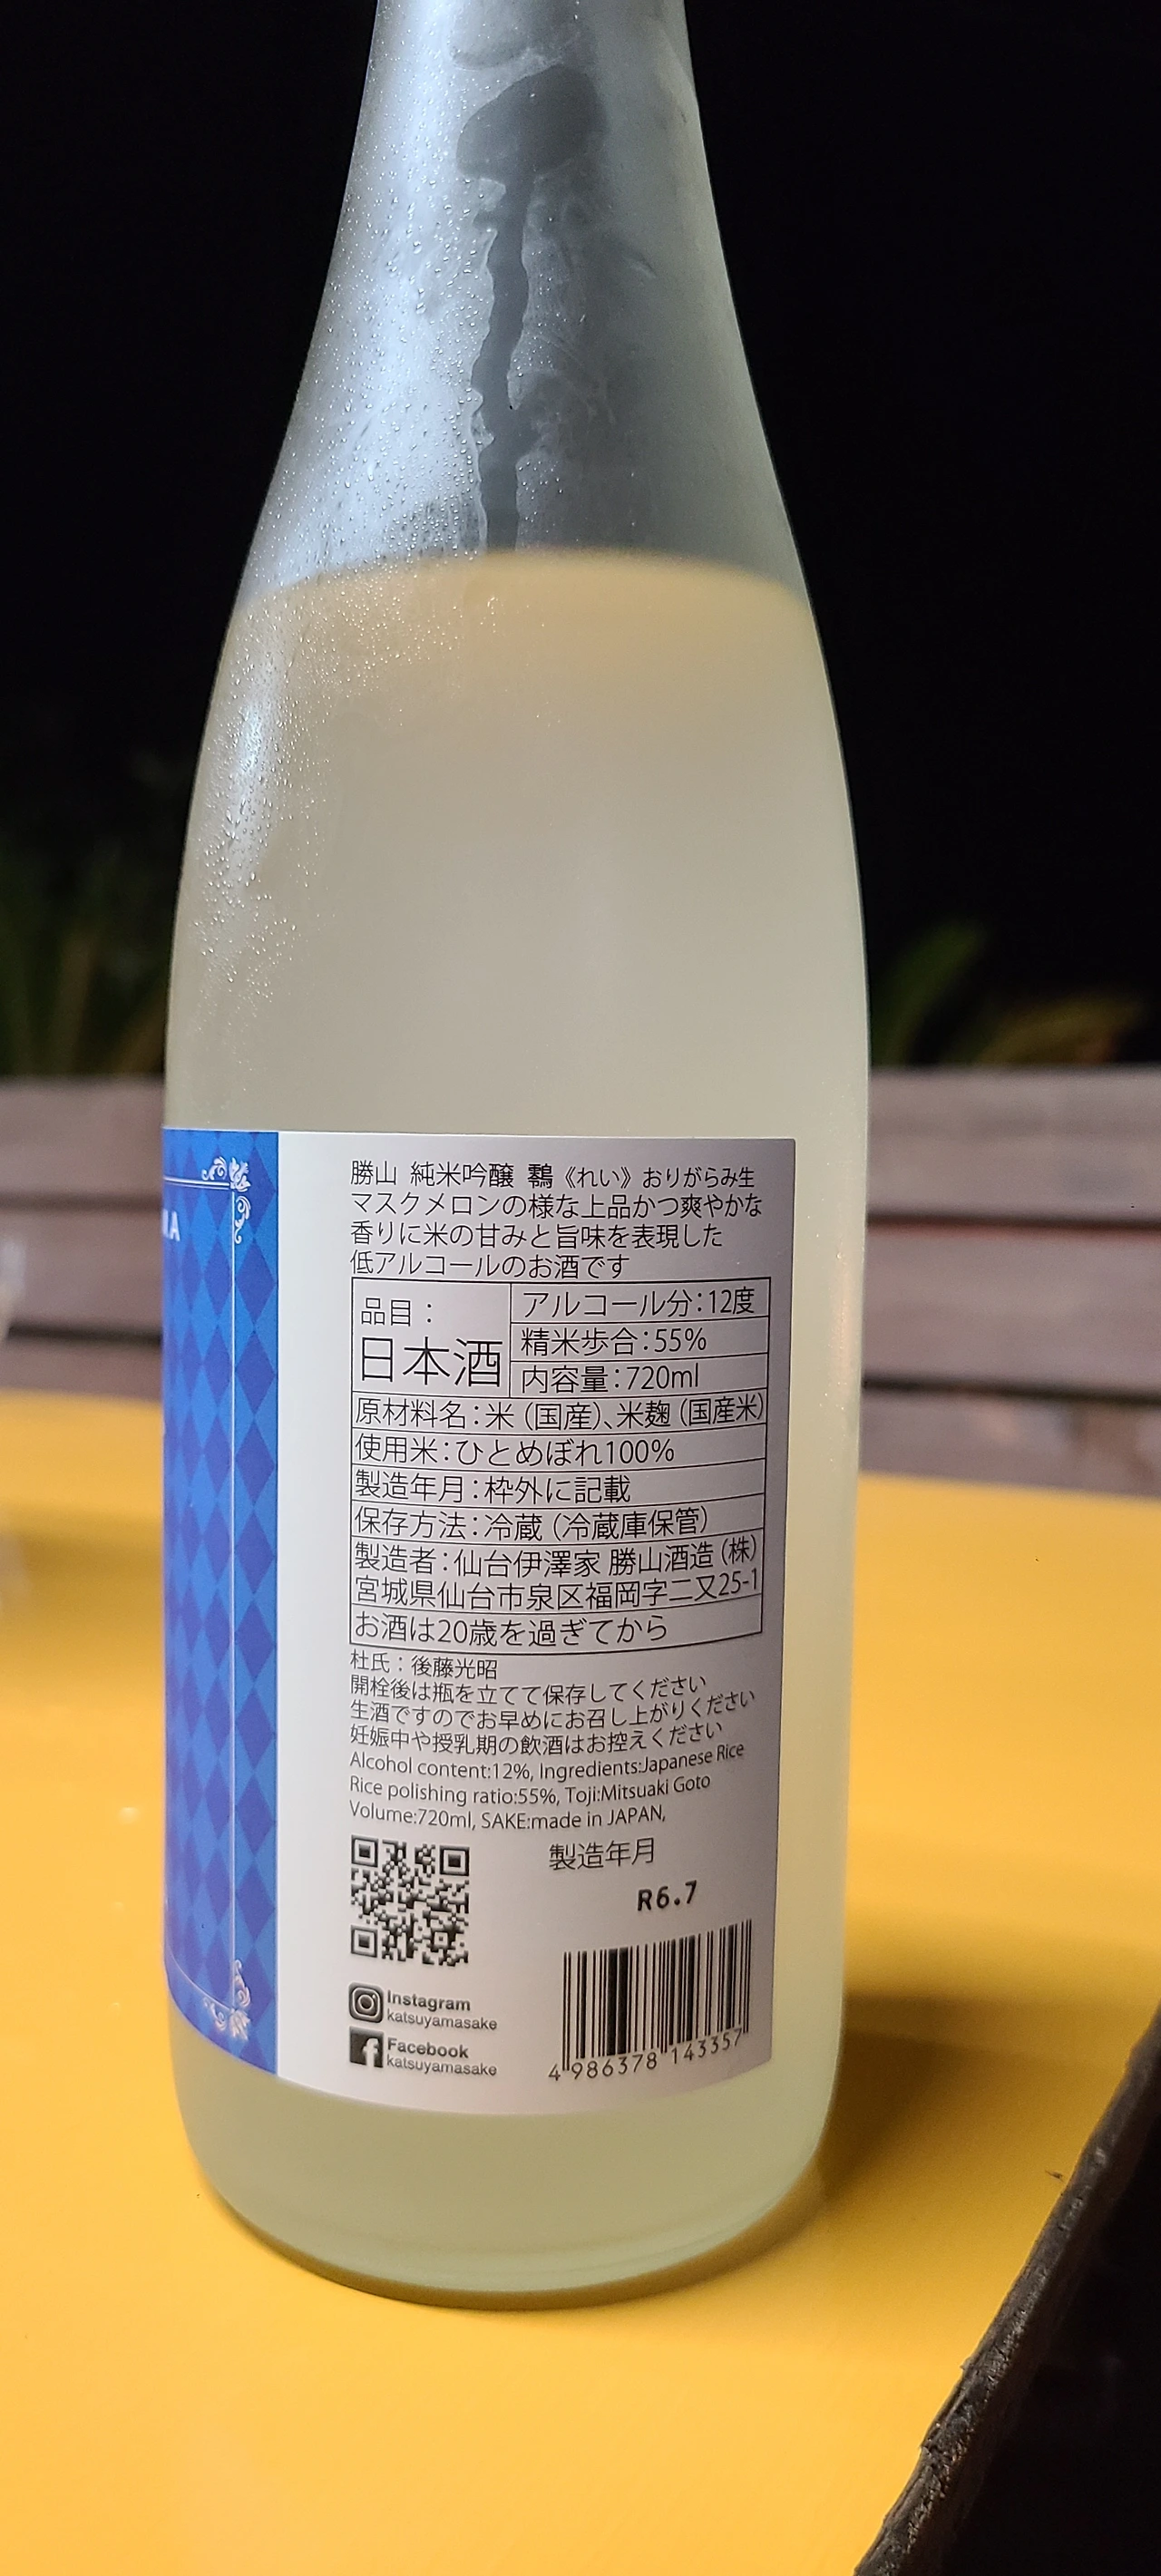 勝山 純米吟醸 鴒《れい》 おりがらみ生
マスクメロンの様な上品かつ爽やかな
香りに米の甘みと旨味を表現した
低アルコールのお酒です
品目：
日本酒
アルコール分：12度
精米歩合：55%
内容量：720ml
原材料名：米（国産）、米麹（国産米）
使用米：ひとめぼれ100%
製造年月：枠外に記載
保存方法：冷蔵（冷蔵庫保管）
製造者：仙台伊澤家 勝山酒造（株）
宮城県仙台市泉区福岡字二又25-1
お酒は20歳を過ぎてから
杜氏：後藤光昭
開栓後は瓶を立てて保存してください
生酒ですのでお早めにお召し上がりください
妊娠中や授乳期の飲酒はお控えください
Alcohol content:12%, Ingredients:Japanese Rice
Rice polishing ratio:55%, Toji:Mitsuaki Goto
Volume:720ml, SAKE:made in JAPAN,
製造年月
R6.7
Instagram
katsuyamasake
Facebook
katsuyamasake
4 986378 143357